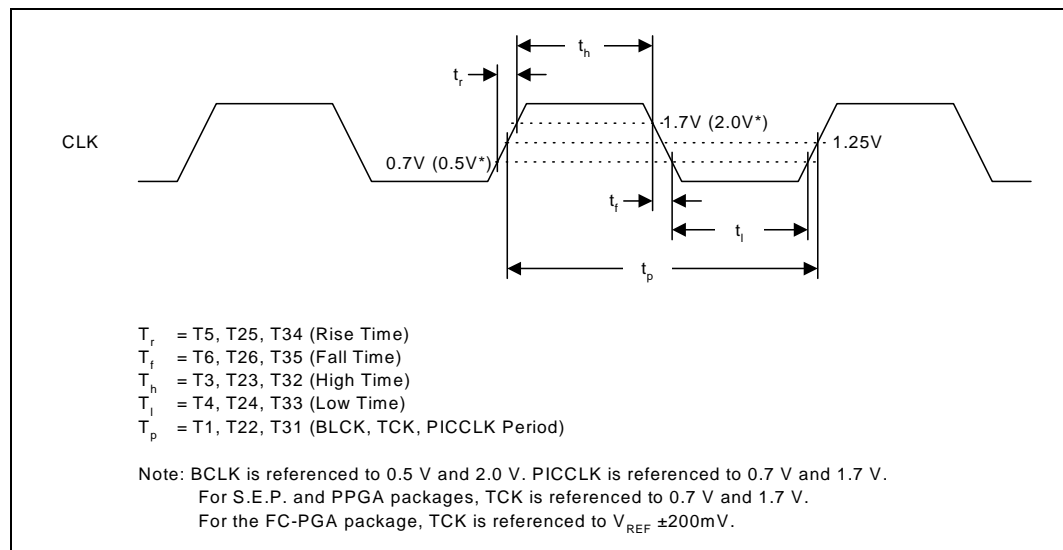 t_h
t_r
1.7V (2.0V*)
CLK
1.25V
0.7V (0.5V*)
t_f
t_l
t_p
T_r = T5, T25, T34 (Rise Time)
T_f = T6, T26, T35 (Fall Time)
T_h = T3, T23, T32 (High Time)
T_l = T4, T24, T33 (Low Time)
T_p = T1, T22, T31 (BLCK, TCK, PICCLK Period)
Note: BCLK is referenced to 0.5 V and 2.0 V. PICCLK is referenced to 0.7 V and 1.7 V.
For S.E.P. and PPGA packages, TCK is referenced to 0.7 V and 1.7 V.
For the FC-PGA package, TCK is referenced to V_REF ±200mV.